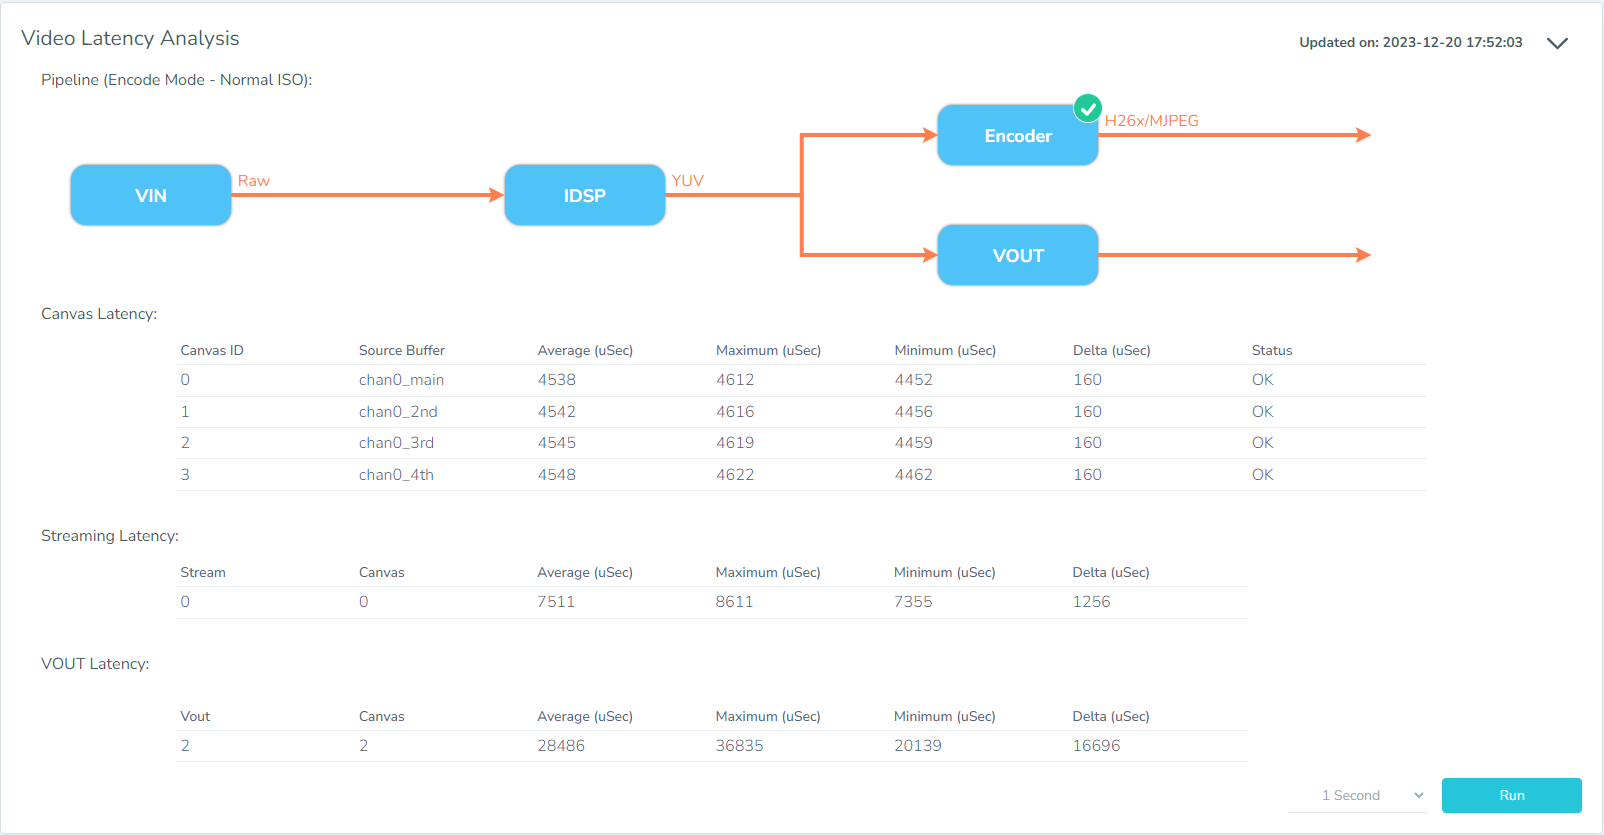 Video Latency Analysis
Updated on: 2023-12-20 17:52:03
Pipeline (Encode Mode - Normal ISO):
VIN
Raw
IDSP
YUV
Encoder
H26x/MJPEG
VOUT
Canvas Latency:
Canvas ID Source Buffer Average (uSec) Maximum (uSec) Minimum (uSec) Delta (uSec) Status
0 chan0_main 4538 4612 4452 160 OK
1 chan0_2nd 4542 4616 4456 160 OK
2 chan0_3rd 4545 4619 4459 160 OK
3 chan0_4th 4548 4622 4462 160 OK
Streaming Latency:
Stream Canvas Average (uSec) Maximum (uSec) Minimum (uSec) Delta (uSec)
0 0 7511 8611 7355 1256
VOUT Latency:
Vout Canvas Average (uSec) Maximum (uSec) Minimum (uSec) Delta (uSec)
2 2 28486 36835 20139 16696
1 Second
Run